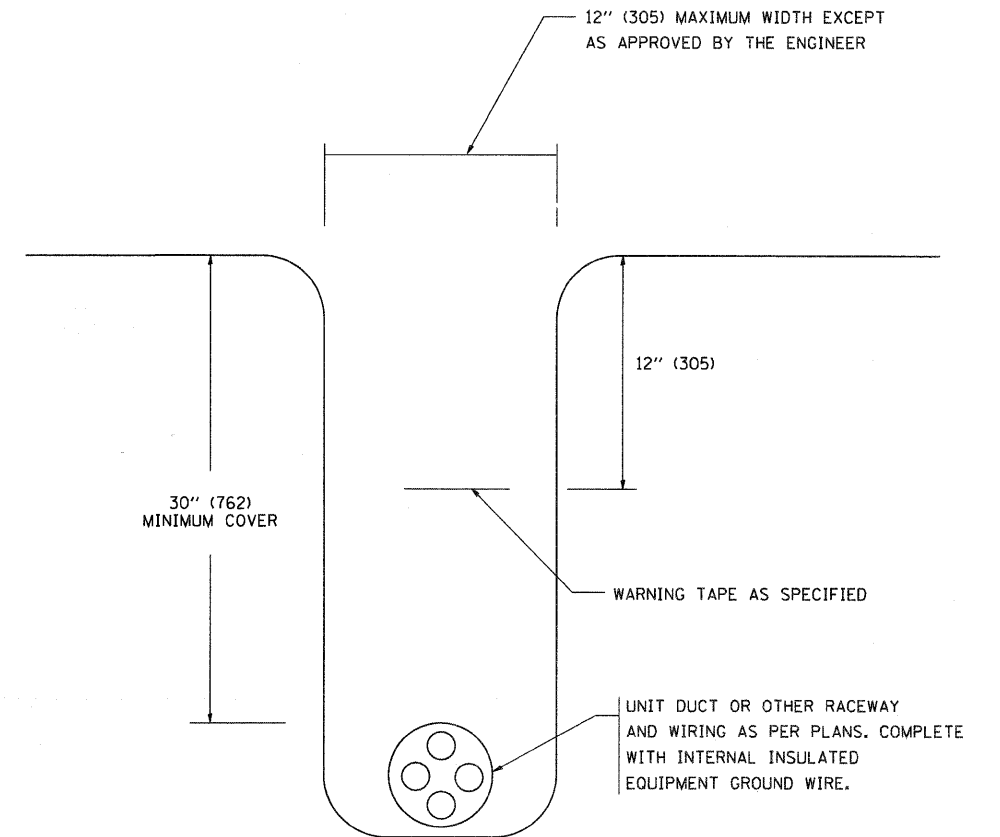 12" (305) MAXIMUM WIDTH EXCEPT
AS APPROVED BY THE ENGINEER
12" (305)
30" (762)
MINIMUM COVER
WARNING TAPE AS SPECIFIED
UNIT DUCT OR OTHER RACEWAY
AND WIRING AS PER PLANS. COMPLETE
WITH INTERNAL INSULATED
EQUIPMENT GROUND WIRE.